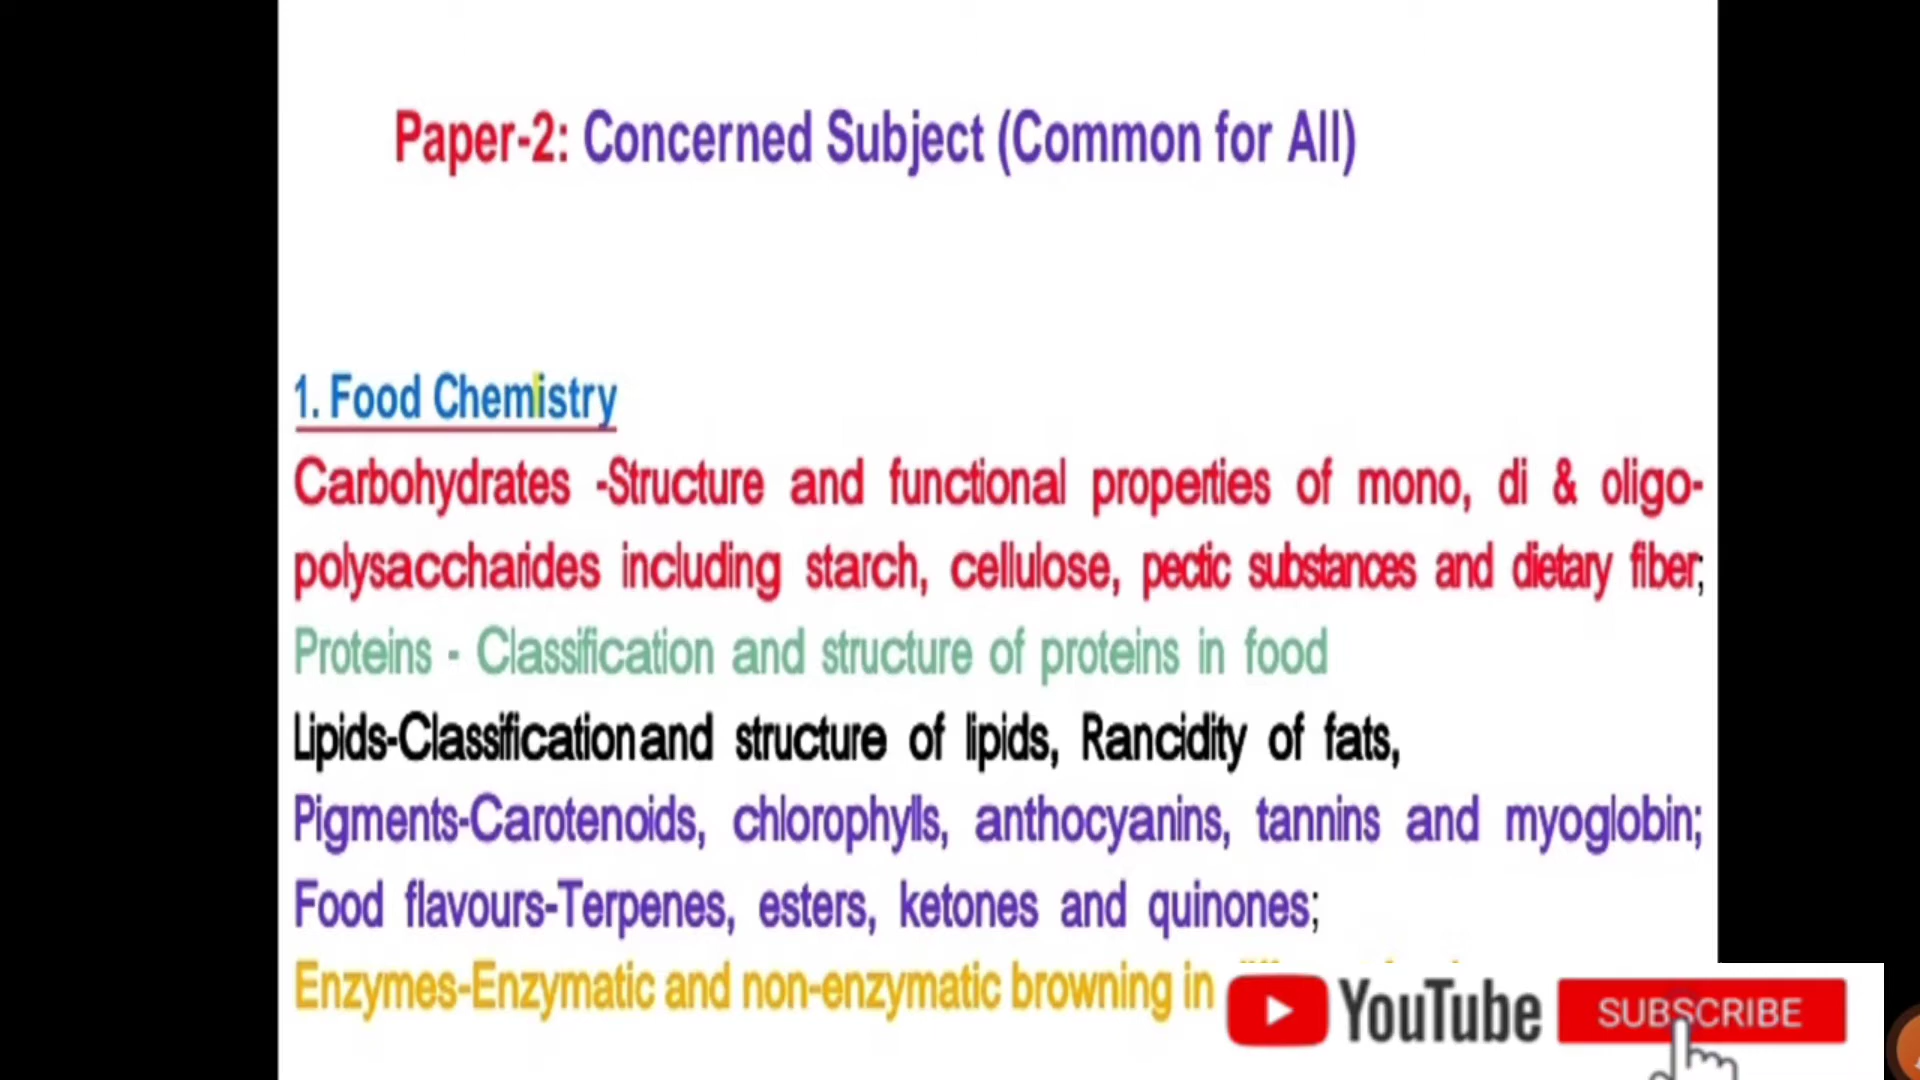 Paper-2: Concerned Subject (Common for All)
1. Food Chemistry
Carbohydrates -Structure and functional properties of mono, di & oligo-
polysaccharides including starch, cellulose, pectic substances and dietary fiber;
Proteins - Classification and structure of proteins in food
Lipids-Classificationand structure of lipids, Rancidity of fats,
Pigments-Carotenoids, chlorophylls, anthocyanins, tannins and myoglobin;
Food flavours-Terpenes, esters, ketones and quinones;
Enzymes-Enzymatic and non-enzymatic browning in
YouTube SUBSCRIBE